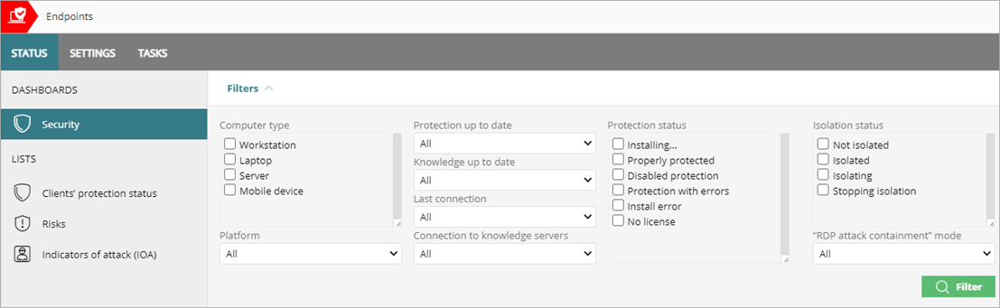 Endpoints
STATUS SETTINGS TASKS
DASHBOARDS
Security
LISTS
Clients' protection status
Risks
Indicators of attack (IOA)
Filters
Computer type
Workstation
Laptop
Server
Mobile device
Platform
All
Protection up to date
All
Knowledge up to date
All
Last connection
All
Connection to knowledge servers
All
Protection status
Installing...
Properly protected
Disabled protection
Protection with errors
Install error
No license
Isolation status
Not isolated
Isolated
Isolating
Stopping isolation
"RDP attack containment" mode
All
Filter